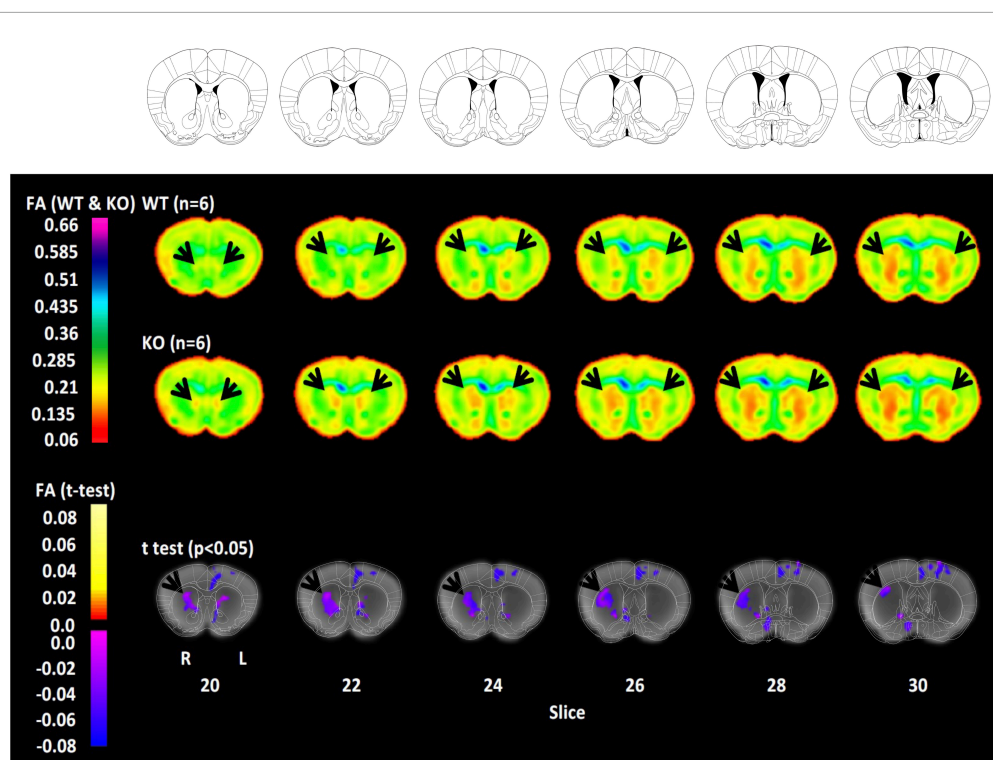 FA (WT & KO) WT (n=6)
0.66
0.585
0.51
0.435
0.36
0.285
0.21
0.135
0.06
KO (n=6)
FA (t-test)
0.08
0.06
0.04
0.02
0.0
0.0
-0.02
-0.04
-0.06
-0.08
t test (p<0.05)
R L
20 22 24 26 28 30
Slice